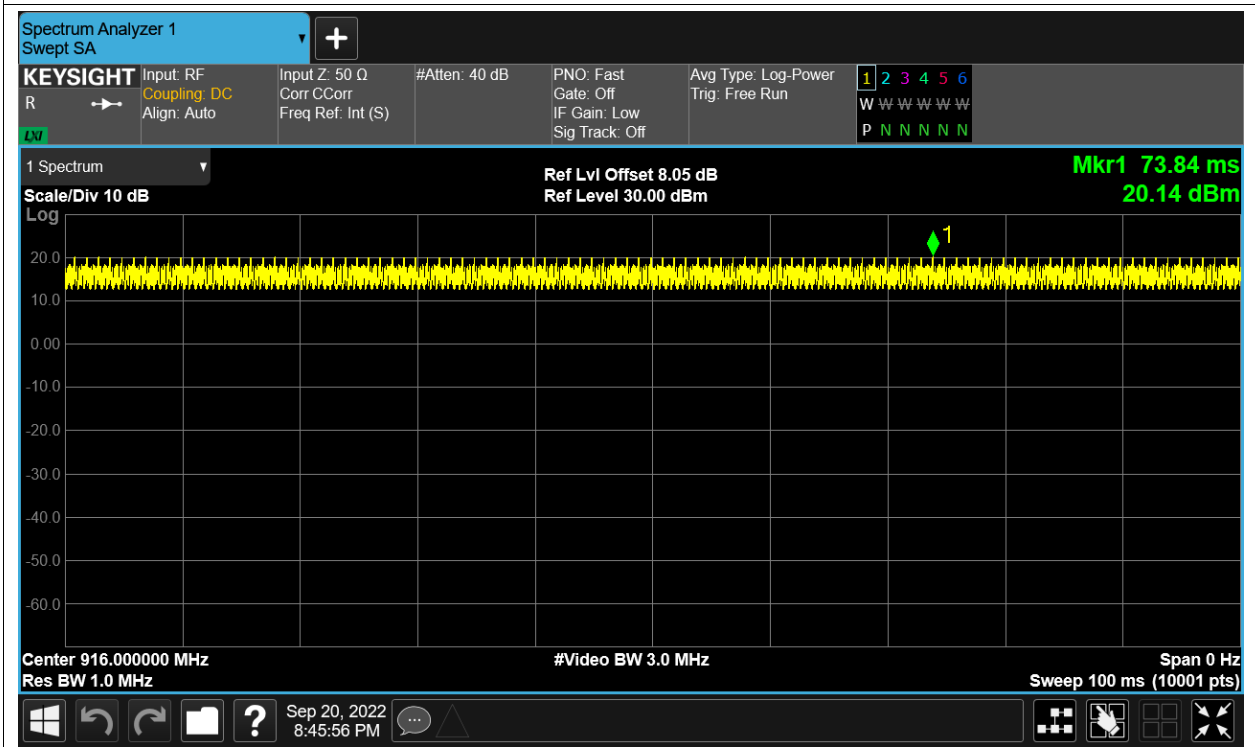 Spectrum Analyzer 1
Swept SA
+
KEYSIGHT
R
LXI
Input: RF
Coupling: DC
Align: Auto
Input Z: 50 Ω
Corr CCorr
Freq Ref: Int (S)
#Atten: 40 dB
PNO: Fast
Gate: Off
IF Gain: Low
Sig Track: Off
Avg Type: Log-Power
Trig: Free Run
1 2 3 4 5 6
W W W W W W
P N N N N N
1 Spectrum
Scale/Div 10 dB
Log
Ref Lvl Offset 8.05 dB
Ref Level 30.00 dBm
Mkr1 73.84 ms
20.14 dBm
1
20.0
10.0
0.00
-10.0
-20.0
-30.0
-40.0
-50.0
-60.0
Center 916.000000 MHz
Res BW 1.0 MHz
#Video BW 3.0 MHz
Span 0 Hz
Sweep 100 ms (10001 pts)
?
Sep 20, 2022
8:45:56 PM